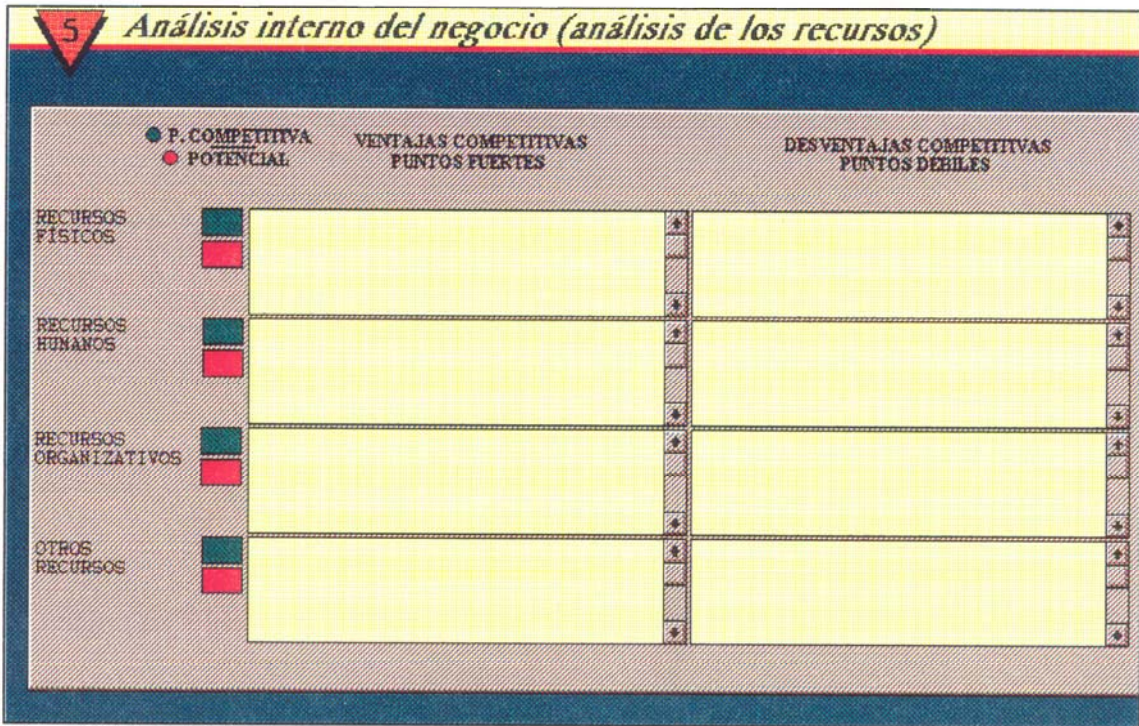 5
Análisis interno del negocio (análisis de los recursos)
P. COMPETITIVA
POTENCIAL
VENTAJAS COMPETITIVAS
PUNTOS FUERTES
DESVENTAJAS COMPETITIVAS
PUNTOS DEBILES
RECURSOS
FÍSICOS
RECURSOS
HUMANOS
RECURSOS
ORGANIZATIVOS
OTROS
RECURSOS